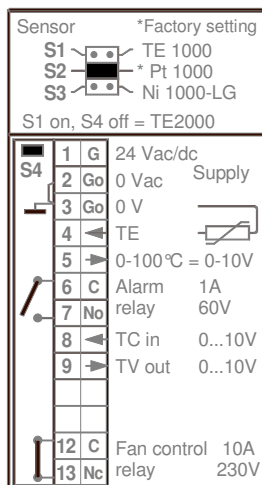 Sensor *Factory setting
S1 TE 1000
S2 * Pt 1000
S3 Ni 1000-LG
S1 on, S4 off = TE2000
S4
1 G 24 Vac/dc
2 Go 0 Vac Supply
3 Go 0 V
4 TE
5 0-100°C = 0-10V
6 C Alarm 1A
7 No relay 60V
8 TC in 0...10V
9 TV out 0...10V
12 C Fan control 10A
13 Nc relay 230V